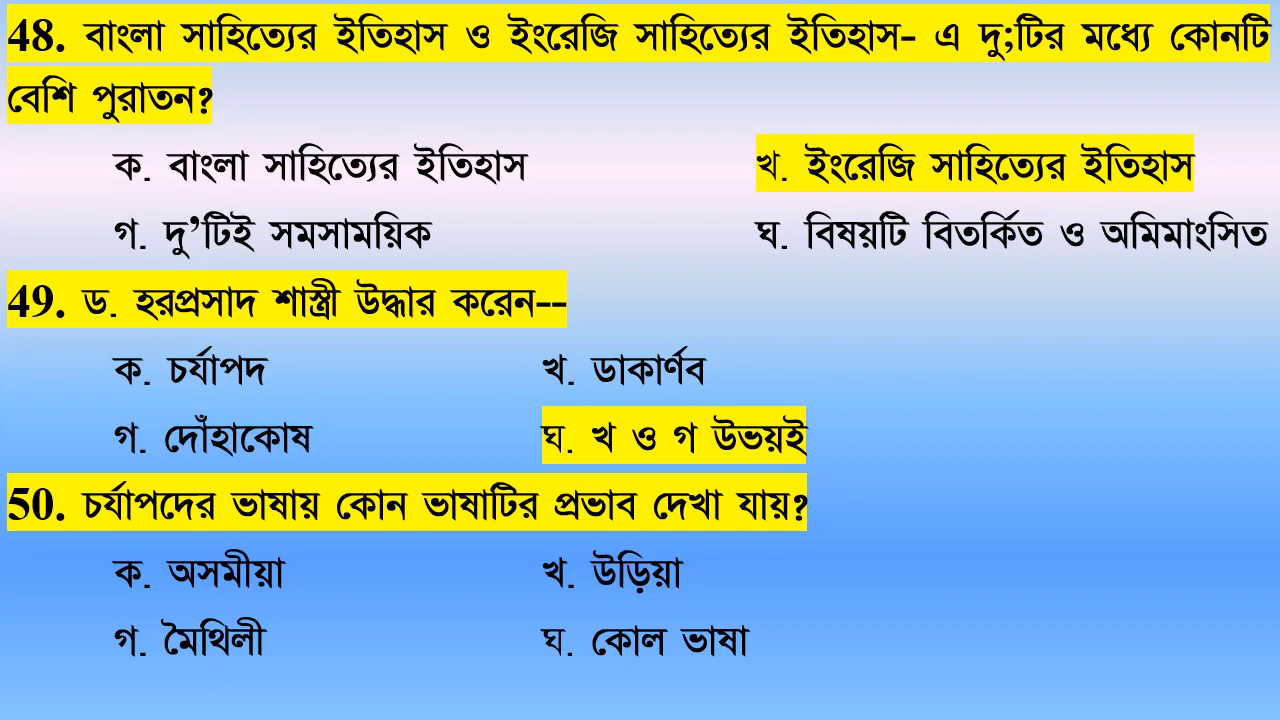 48. বাংলা সাহিত্যের ইতিহাস ও ইংরেজি সাহিত্যের ইতিহাস- এ দু;টির মধ্যে কোনটি
বেশি পুরাতন?
ক. বাংলা সাহিত্যের ইতিহাস খ. ইংরেজি সাহিত্যের ইতিহাস
গ. দু’টিই সমসাময়িক ঘ. বিষয়টি বিতর্কিত ও অমিমাংসিত
49. ড. হরপ্রসাদ শাস্ত্রী উদ্ধার করেন--
ক. চর্যাপদ খ. ডাকার্ণব
গ. দোঁহাকোষ ঘ. খ ও গ উভয়ই
50. চর্যাপদের ভাষায় কোন ভাষাটির প্রভাব দেখা যায়?
ক. অসমীয়া খ. উড়িয়া
গ. মৈথিলী ঘ. কোল ভাষা